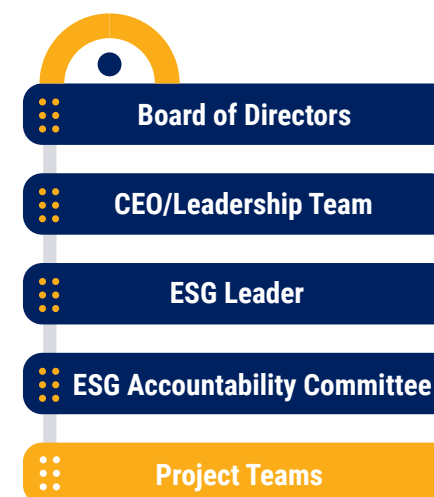 Board of Directors
CEO/Leadership Team
ESG Leader
ESG Accountability Committee
Project Teams